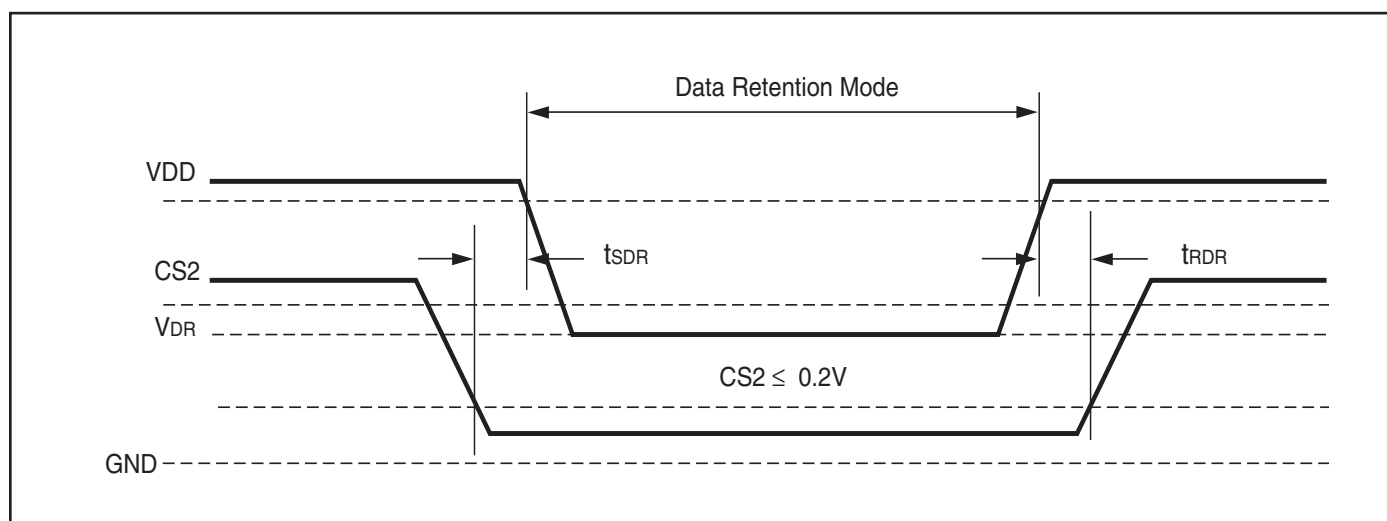 Data Retention Mode
VDD
tSDR
tRDR
CS2
VDR
CS2 ≤ 0.2V
GND